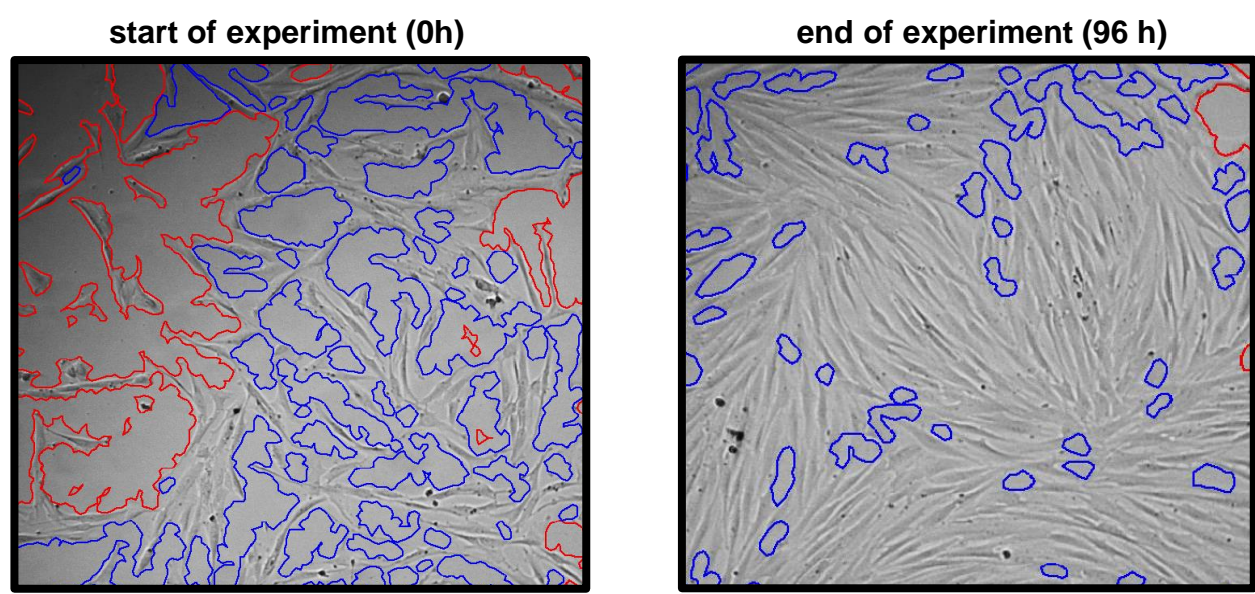 start of experiment (0h)
end of experiment (96 h)